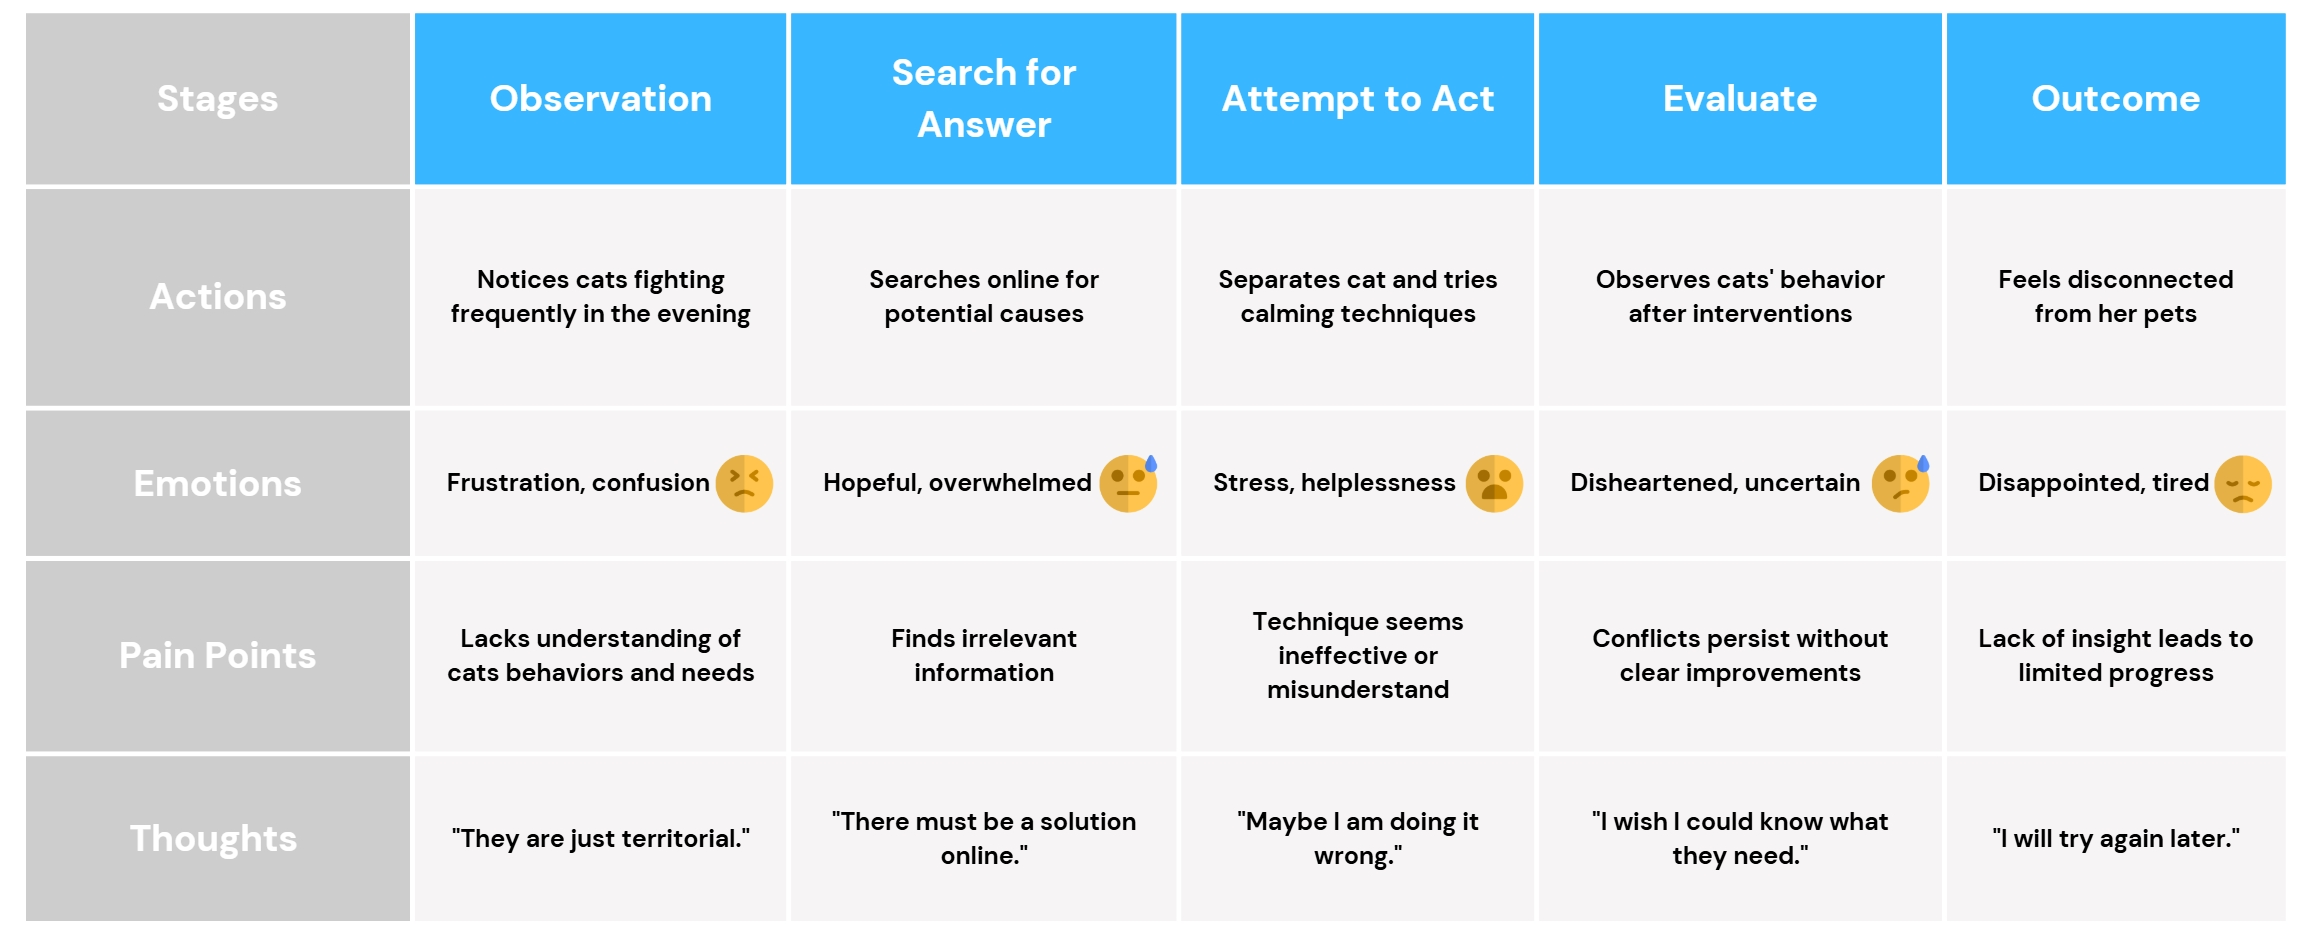 Stages
Observation
Search for
Answer
Attempt to Act
Evaluate
Outcome
Actions
Notices cats fighting
frequently in the evening
Searches online for
potential causes
Separates cat and tries
calming techniques
Observes cats' behavior
after interventions
Feels disconnected
from her pets
Emotions
Frustration, confusion
Hopeful, overwhelmed
Stress, helplessness
Disheartened, uncertain
Disappointed, tired
Pain Points
Lacks understanding of
cats behaviors and needs
Finds irrelevant
information
Technique seems
ineffective or
misunderstand
Conflicts persist without
clear improvements
Lack of insight leads to
limited progress
Thoughts
"They are just territorial."
"There must be a solution
online."
"Maybe I am doing it
wrong."
"I wish I could know what
they need."
"I will try again later."